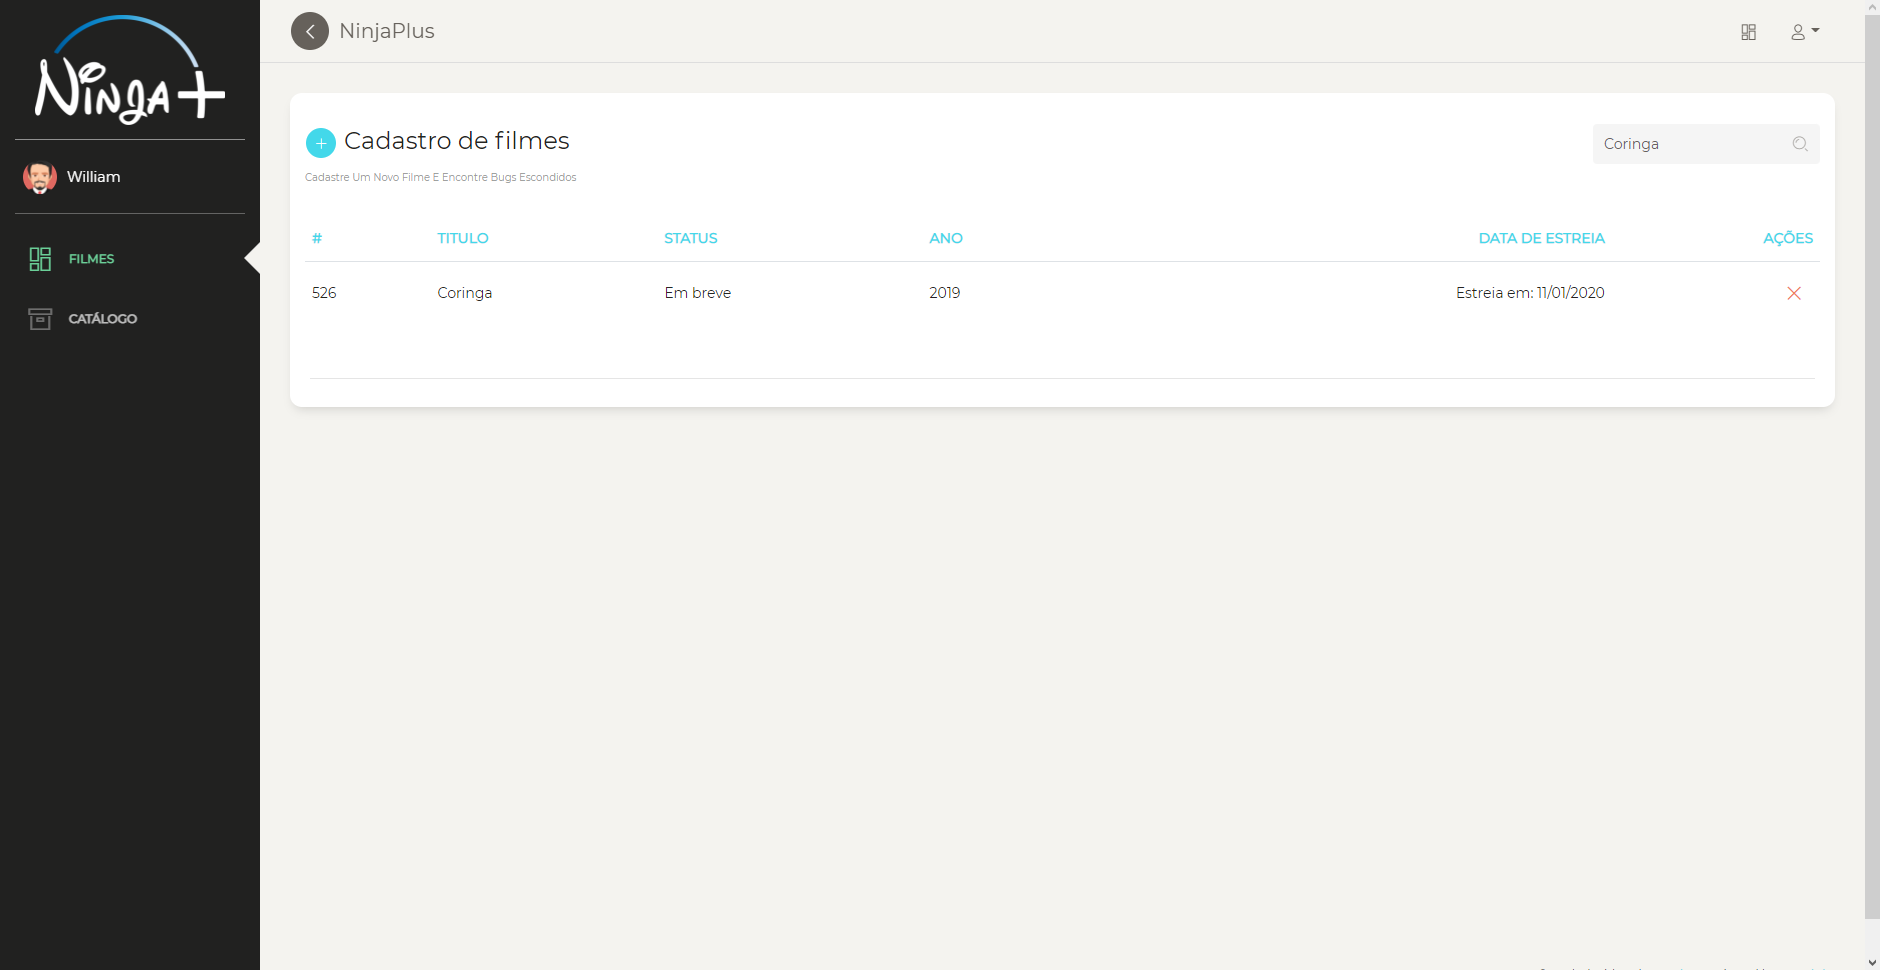 Ninja+
William
FILMES
CATÁLOGO
NinjaPlus
Cadastro de filmes
Cadastre Um Novo Filme E Encontre Bugs Escondidos
Coringa
# TITULO STATUS ANO DATA DE ESTREIA AÇÕES
526 Coringa Em breve 2019 Estreia em: 11/01/2020